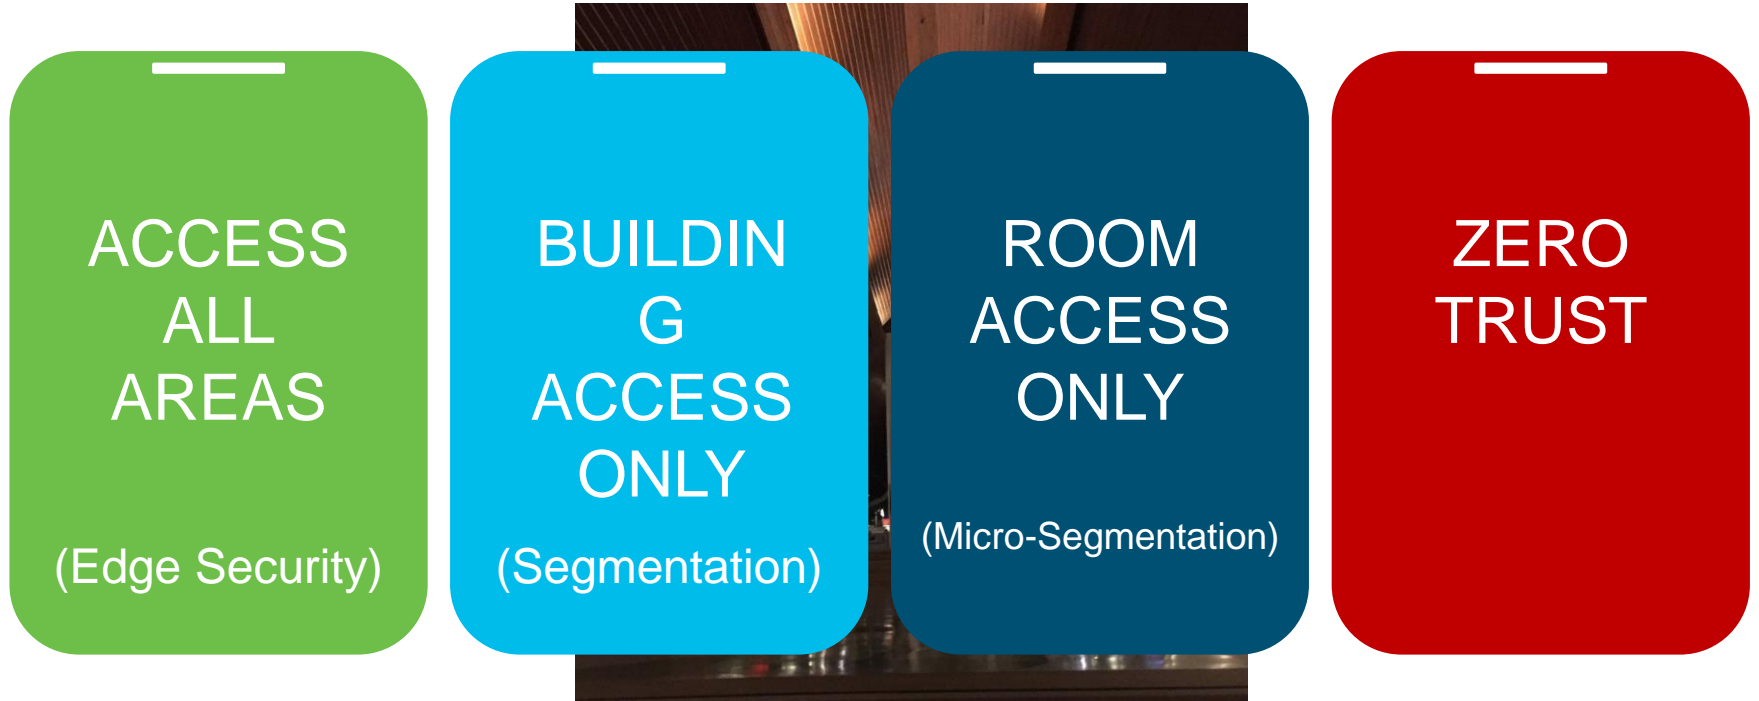 ACCESS
ALL
AREAS
(Edge Security)
BUILDIN
G
ACCESS
ONLY
(Segmentation)
ROOM
ACCESS
ONLY
(Micro-Segmentation)
ZERO
TRUST